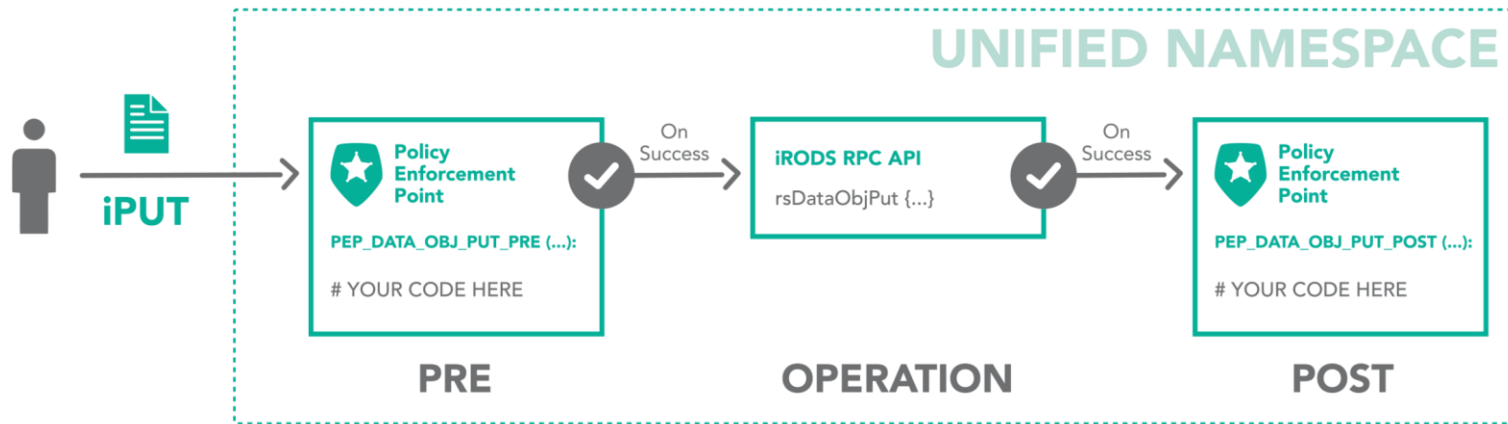 UNIFIED NAMESPACE
iPUT
Policy
Enforcement
Point
PEP_DATA_OBJ_PUT_PRE (...):
# YOUR CODE HERE
PRE
On
Success
iRODS RPC API
rsDataObjPut {...}
OPERATION
On
Success
Policy
Enforcement
Point
PEP_DATA_OBJ_PUT_POST (...):
# YOUR CODE HERE
POST